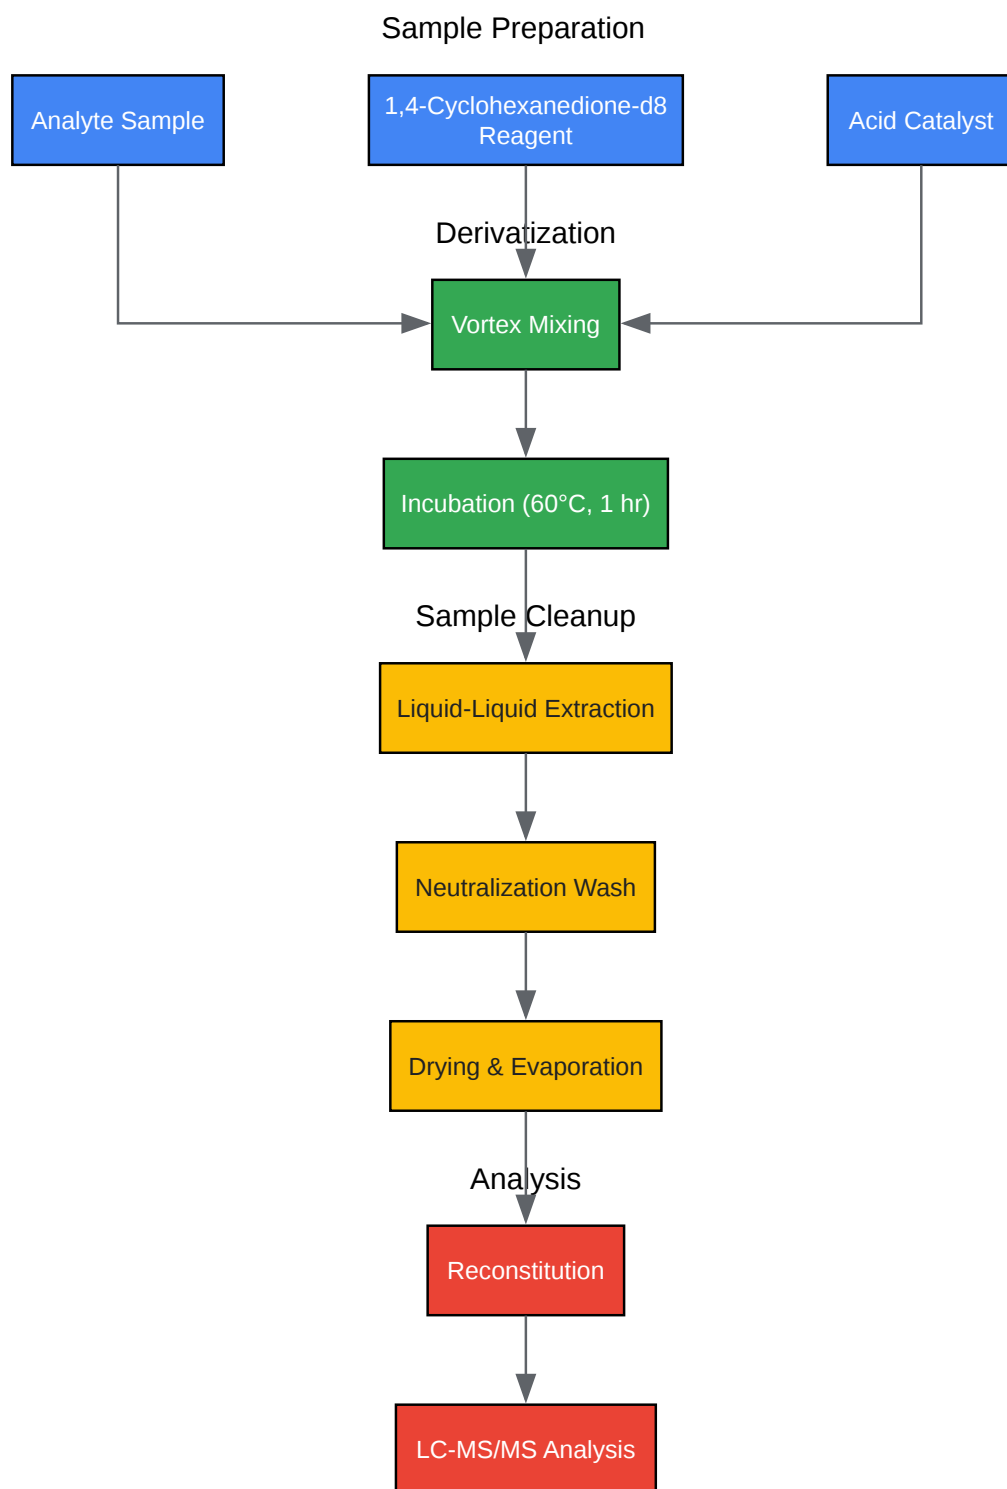 Sample Preparation
Analyte Sample
1,4-Cyclohexanedione-d8
Reagent
Acid Catalyst
Derivatization
Vortex Mixing
Incubation (60°C, 1 hr)
Sample Cleanup
Liquid-Liquid Extraction
Neutralization Wash
Drying & Evaporation
Analysis
Reconstitution
LC-MS/MS Analysis